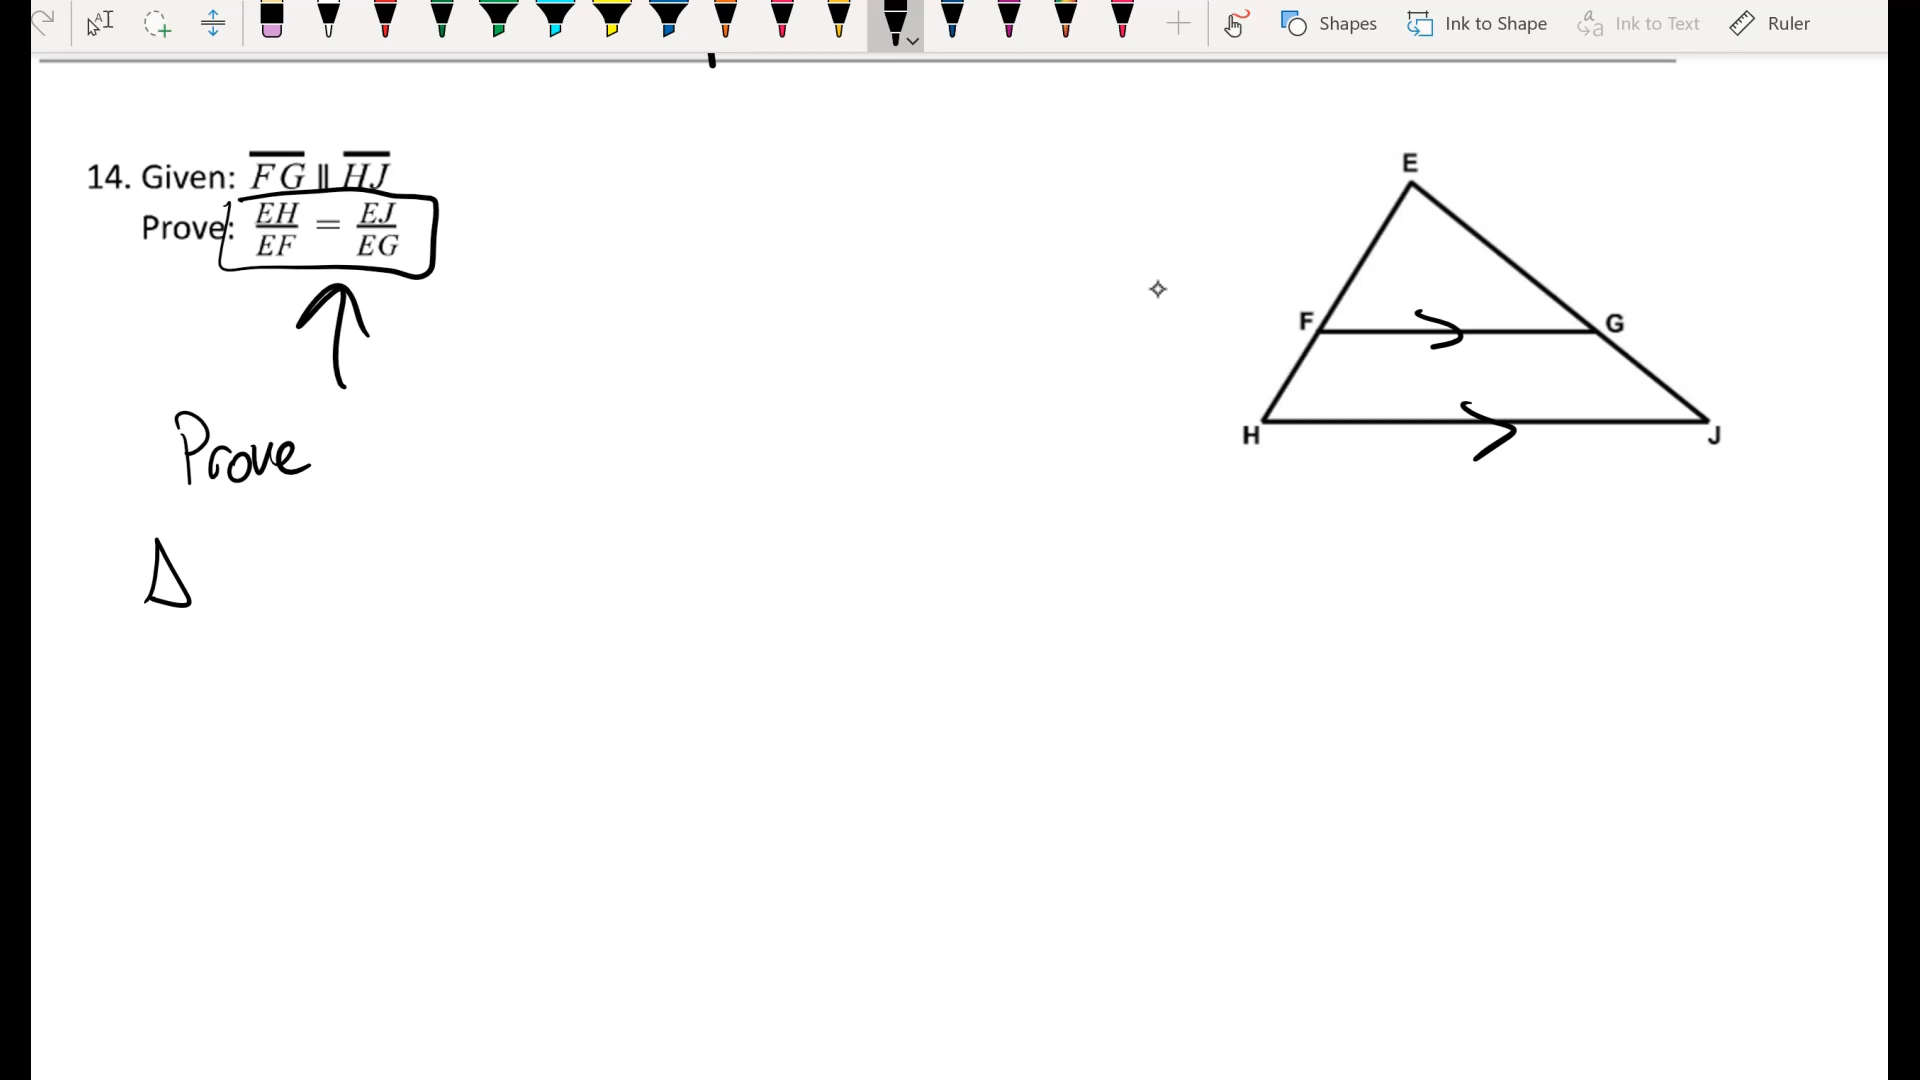 Shapes Ink to Shape Ink to Text Ruler
14. Given: FG ∥ HJ
Prove: EH/EF = EJ/EG
Prove
Δ
E
F G
H J